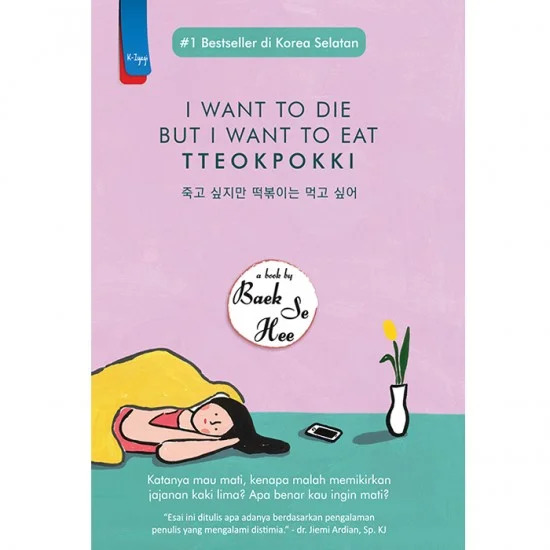 K-Iyagi
#1 Bestseller di Korea Selatan
I WANT TO DIE
BUT I WANT TO EAT
TTEOKPOKKI
죽고 싶지만 떡볶이는 먹고 싶어
a book by
Baek Se
Hee
Katanya mau mati, kenapa malah memikirkan
jajanan kaki lima? Apa benar kau ingin mati?
"Esai ini ditulis apa adanya berdasarkan pengalaman
penulis yang mengalami distimia." - dr. Jiemi Ardian, Sp. KJ